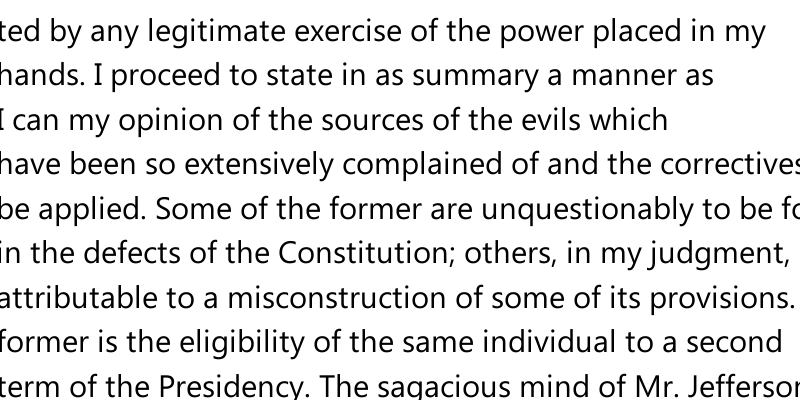 ted by any legitimate exercise of the power placed in my
hands. I proceed to state in as summary a manner as
I can my opinion of the sources of the evils which
have been so extensively complained of and the correctives
be applied. Some of the former are unquestionably to be fo
in the defects of the Constitution; others, in my judgment,
attributable to a misconstruction of some of its provisions.
former is the eligibility of the same individual to a second
term of the Presidency. The sagacious mind of Mr. Jefferson